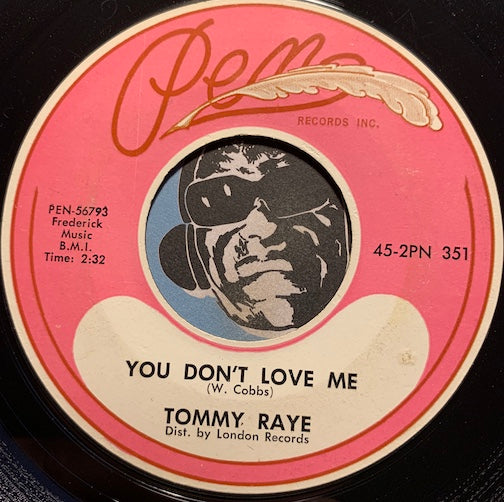 Pen
RECORDS INC.
PEN-56793
Frederick
Music
B.M.I.
Time: 2:32
45-2PN 351
YOU DON'T LOVE ME
(W. Cobbs)
TOMMY RAYE
Dist. by London Records